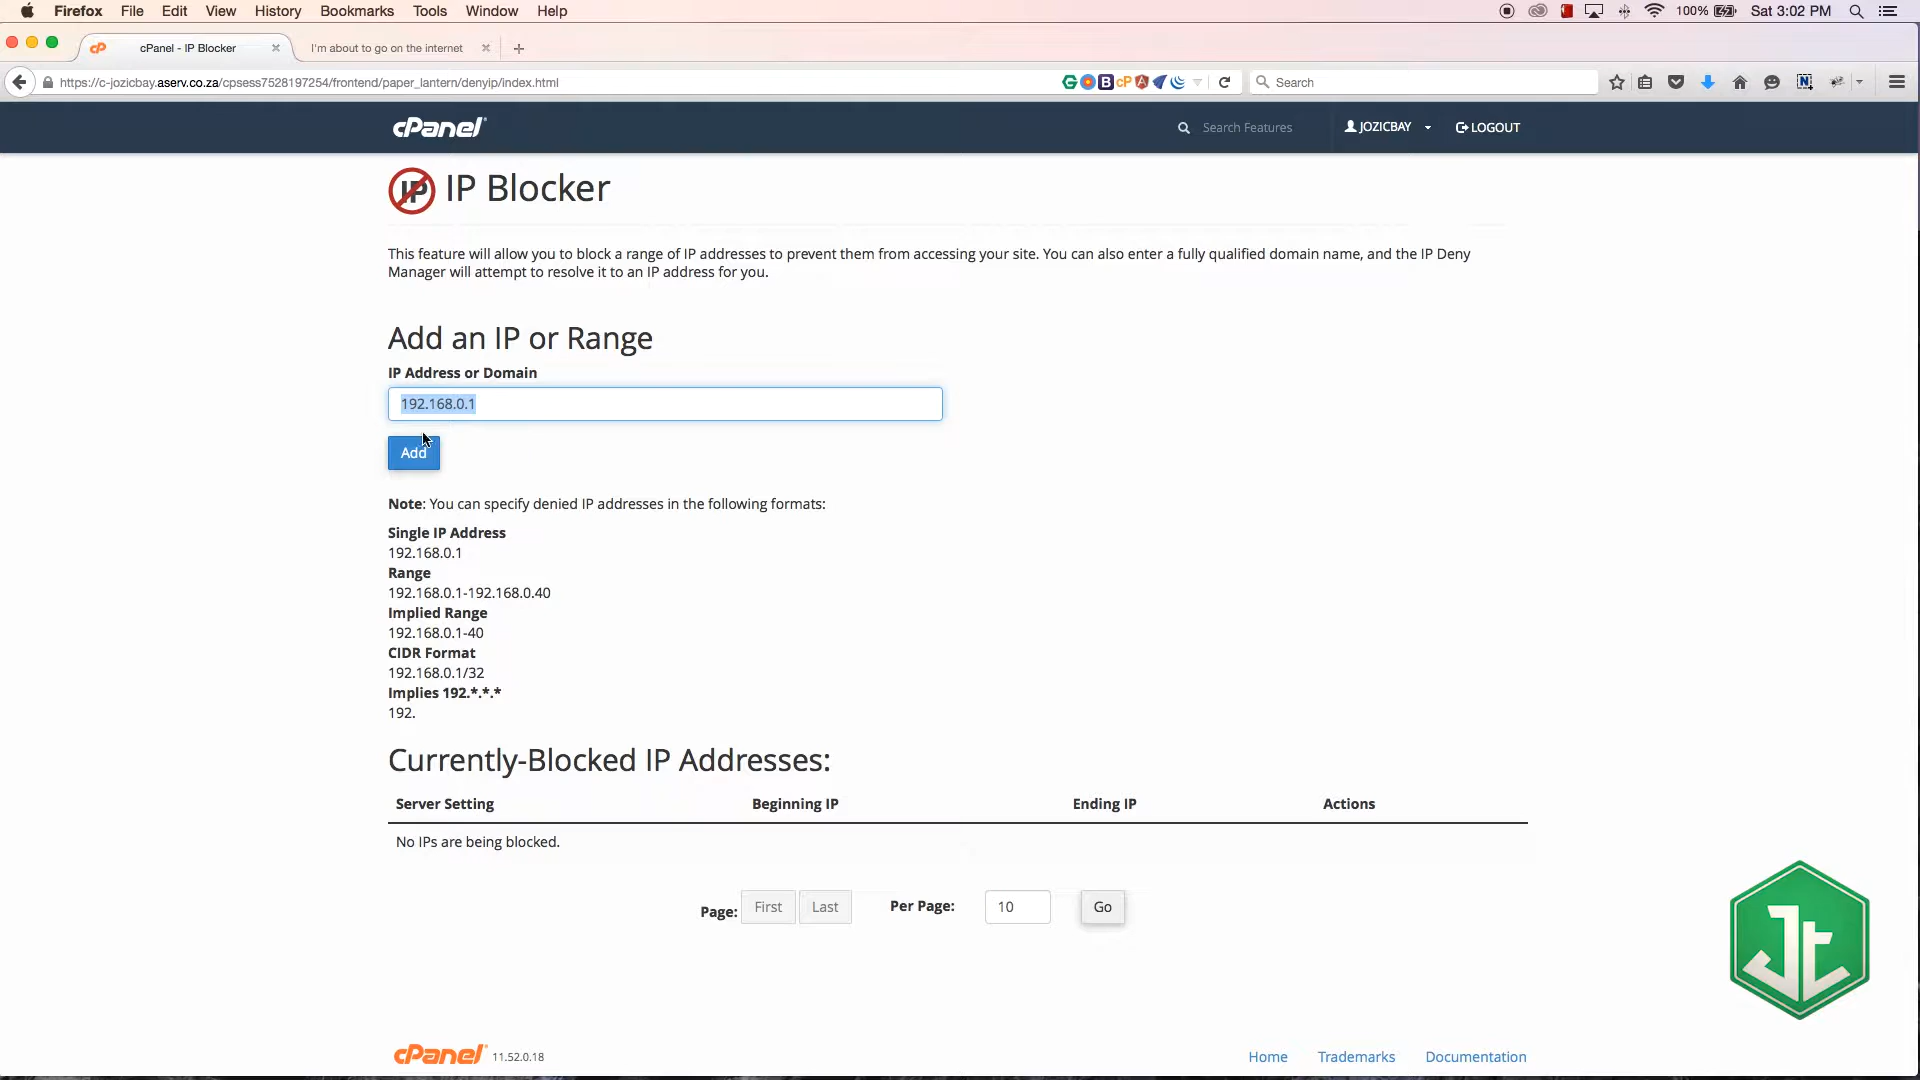 Firefox File Edit View History Bookmarks Tools Window Help 100% Sat 3:02 PM
cPanel - IP Blocker I'm about to go on the internet
https://c-jozicbay.aserv.co.za/cpsess7528197254/frontend/paper_lantern/denyip/index.html Search
cPanel Search Features JOZICBAY LOGOUT
IP IP Blocker
This feature will allow you to block a range of IP addresses to prevent them from accessing your site. You can also enter a fully qualified domain name, and the IP Deny
Manager will attempt to resolve it to an IP address for you.
Add an IP or Range
IP Address or Domain
192.168.0.1
Add
Note: You can specify denied IP addresses in the following formats:
Single IP Address
192.168.0.1
Range
192.168.0.1-192.168.0.40
Implied Range
192.168.0.1-40
CIDR Format
192.168.0.1/32
Implies 192.*.*.*
192.
Currently-Blocked IP Addresses:
Server Setting Beginning IP Ending IP Actions
No IPs are being blocked.
Page: First Last Per Page: 10 Go
Jt
cPanel 11.52.0.18 Home Trademarks Documentation